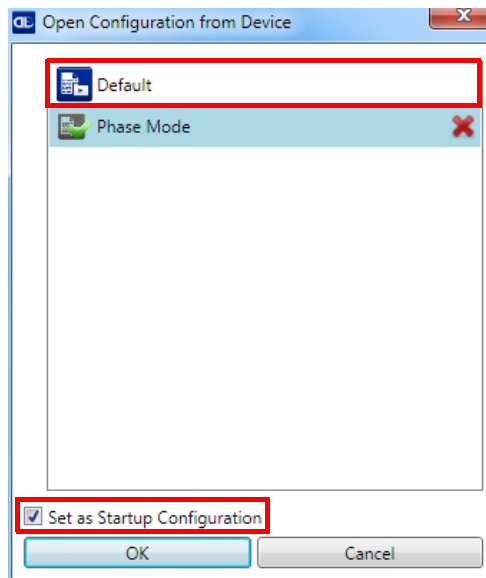 Open Configuration from Device
Default
Phase Mode
Set as Startup Configuration
OK Cancel